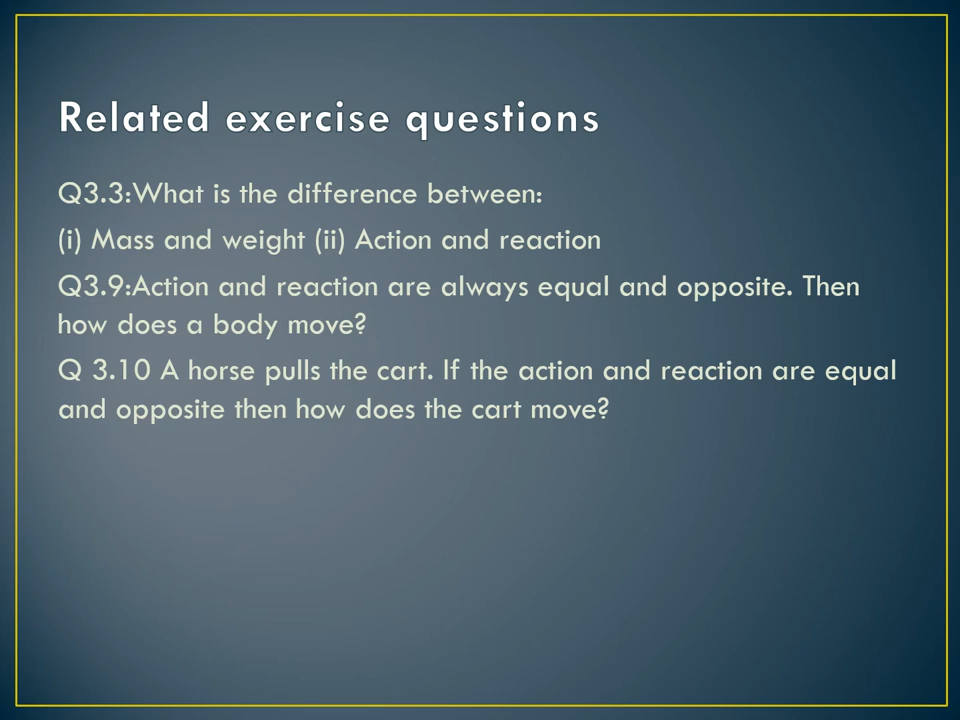 Related exercise questions
Q3.3:What is the difference between:
(i) Mass and weight (ii) Action and reaction
Q3.9:Action and reaction are always equal and opposite. Then
how does a body move?
Q 3.10 A horse pulls the cart. If the action and reaction are equal
and opposite then how does the cart move?